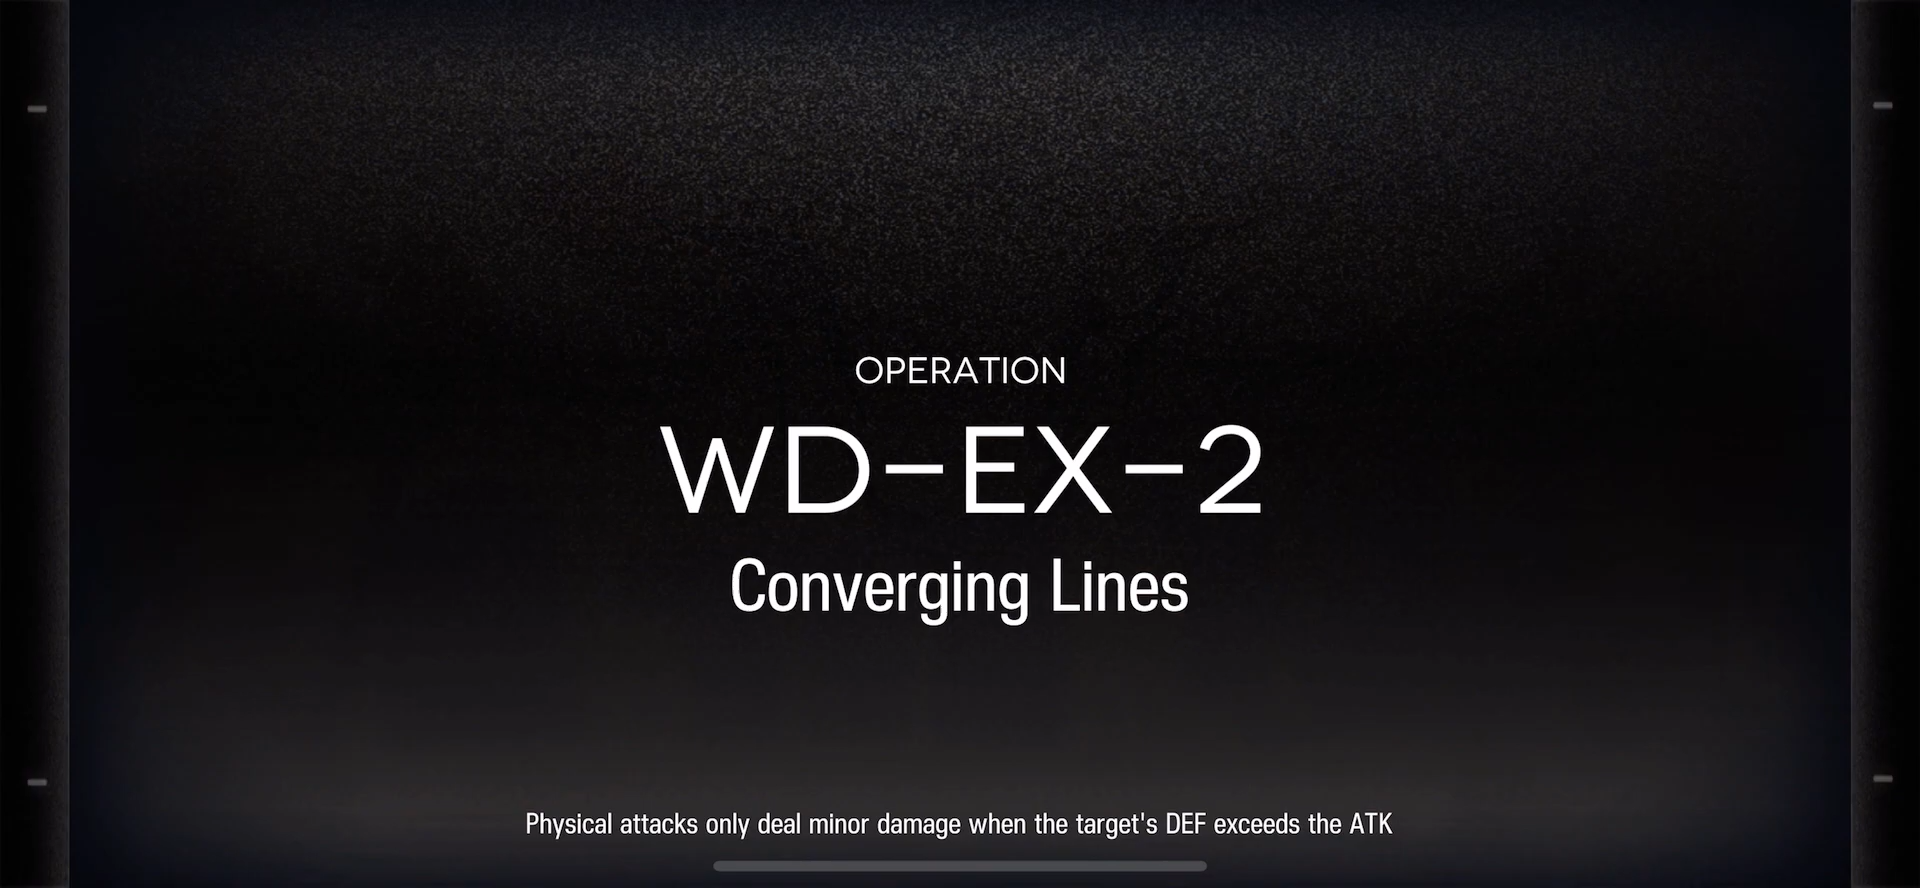 OPERATION
WD-EX-2
Converging Lines
Physical attacks only deal minor damage when the target's DEF exceeds the ATK